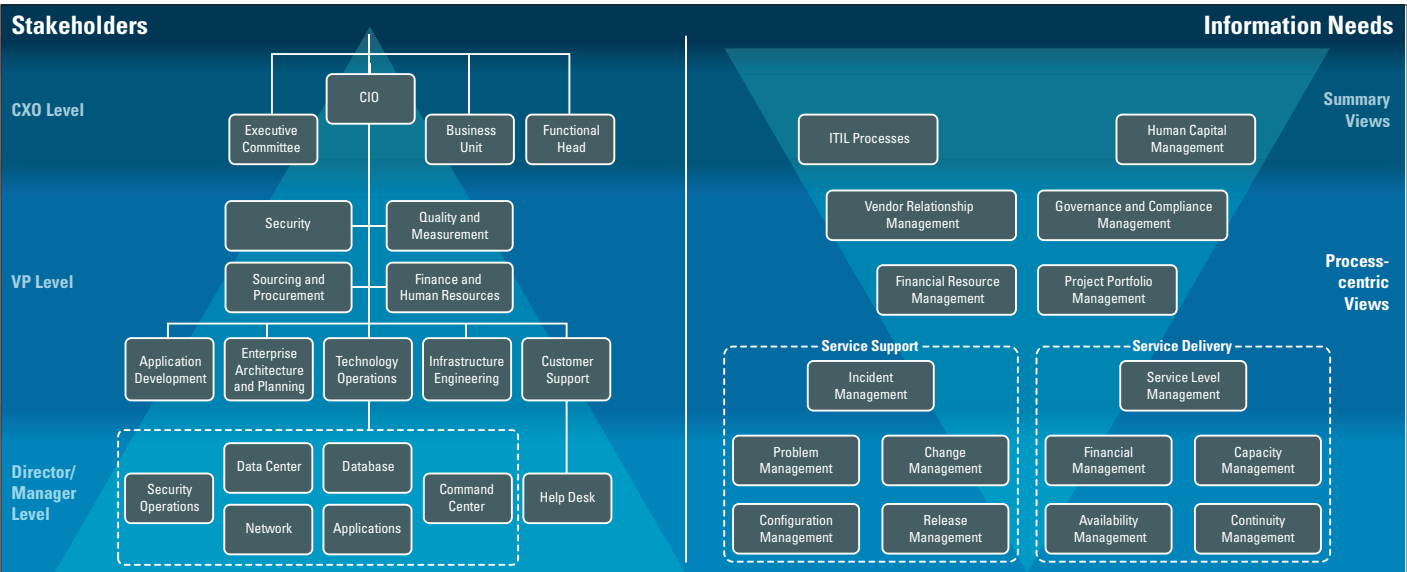 Stakeholders
CXO Level
CIO
Executive
Committee
Business
Unit
Functional
Head
VP Level
Security
Quality and
Measurement
Sourcing and
Procurement
Finance and
Human Resources
Application
Development
Enterprise
Architecture
and Planning
Technology
Operations
Infrastructure
Engineering
Customer
Support
Director/
Manager
Level
Security
Operations
Data Center
Database
Network
Applications
Command
Center
Help Desk
Information Needs
Summary
Views
ITIL Processes
Human Capital
Management
Vendor Relationship
Management
Governance and Compliance
Management
Process-
centric
Views
Financial Resource
Management
Project Portfolio
Management
Service Support
Incident
Management
Problem
Management
Change
Management
Configuration
Management
Release
Management
Service Delivery
Service Level
Management
Financial
Management
Capacity
Management
Availability
Management
Continuity
Management